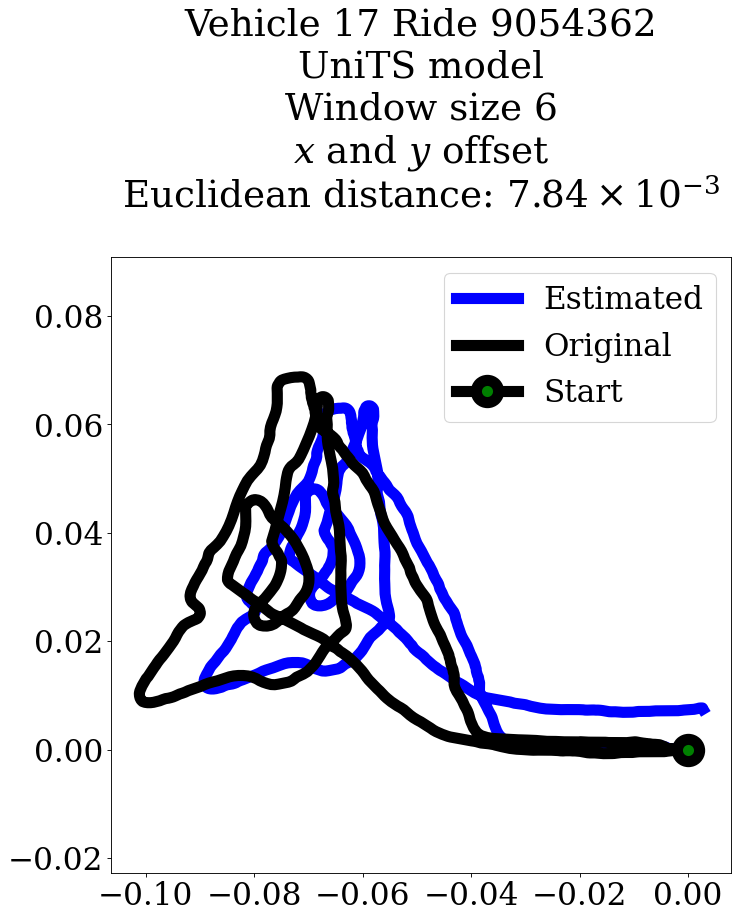 Vehicle 17 Ride 9054362
UniTS model
Window size 6
x and y offset
Euclidean distance: 7.84 × 10⁻³
Estimated
Original
Start
0.08
0.06
0.04
0.02
0.00
−0.02
−0.10 −0.08 −0.06 −0.04 −0.02 0.00